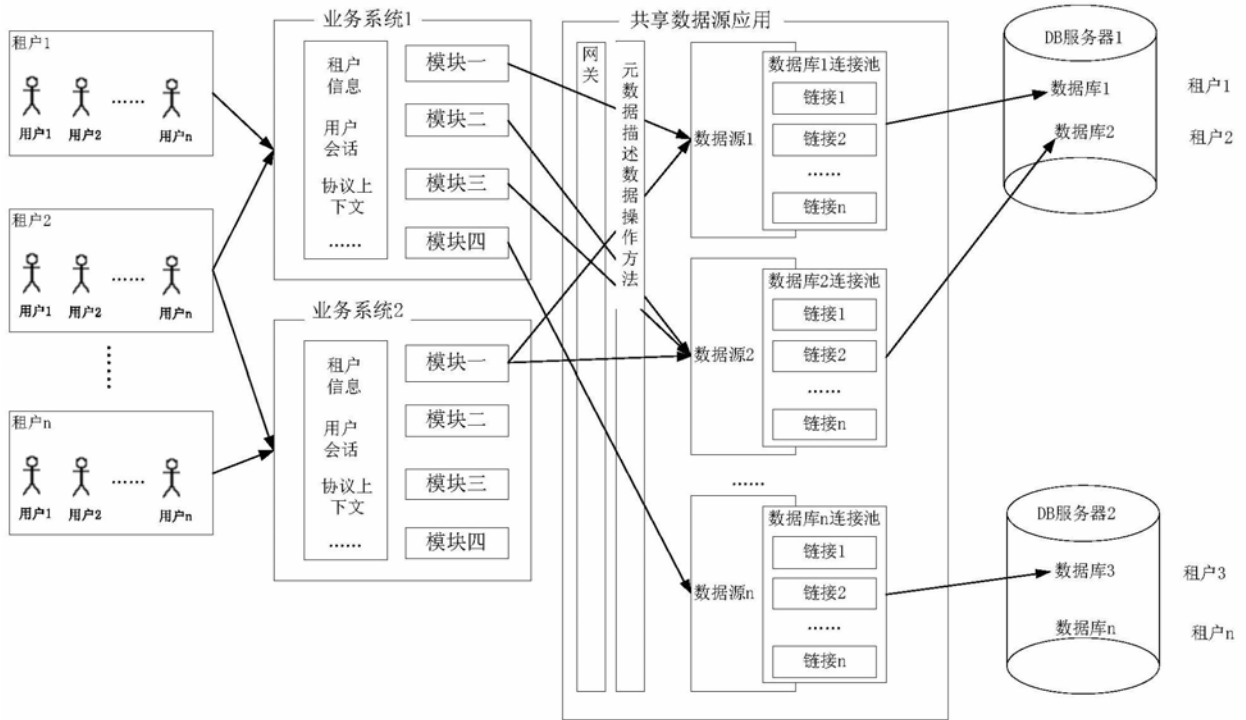 租户1
用户1
用户2
……
用户n
租户2
用户1
用户2
……
用户n
……
租户n
用户1
用户2
……
用户n
业务系统1
租户
信息
用户
会话
协议上
下文
……
模块一
模块二
模块三
模块四
业务系统2
租户
信息
用户
会话
协议上
下文
……
模块一
模块二
模块三
模块四
共享数据源应用
网关
元数据描述数据操作方法
数据源1
数据库1连接池
链接1
链接2
……
链接n
数据源2
数据库2连接池
链接1
链接2
……
链接n
……
数据源n
数据库n连接池
链接1
链接2
……
链接n
DB服务器1
数据库1
租户1
数据库2
租户2
DB服务器2
数据库3
租户3
数据库n
租户n